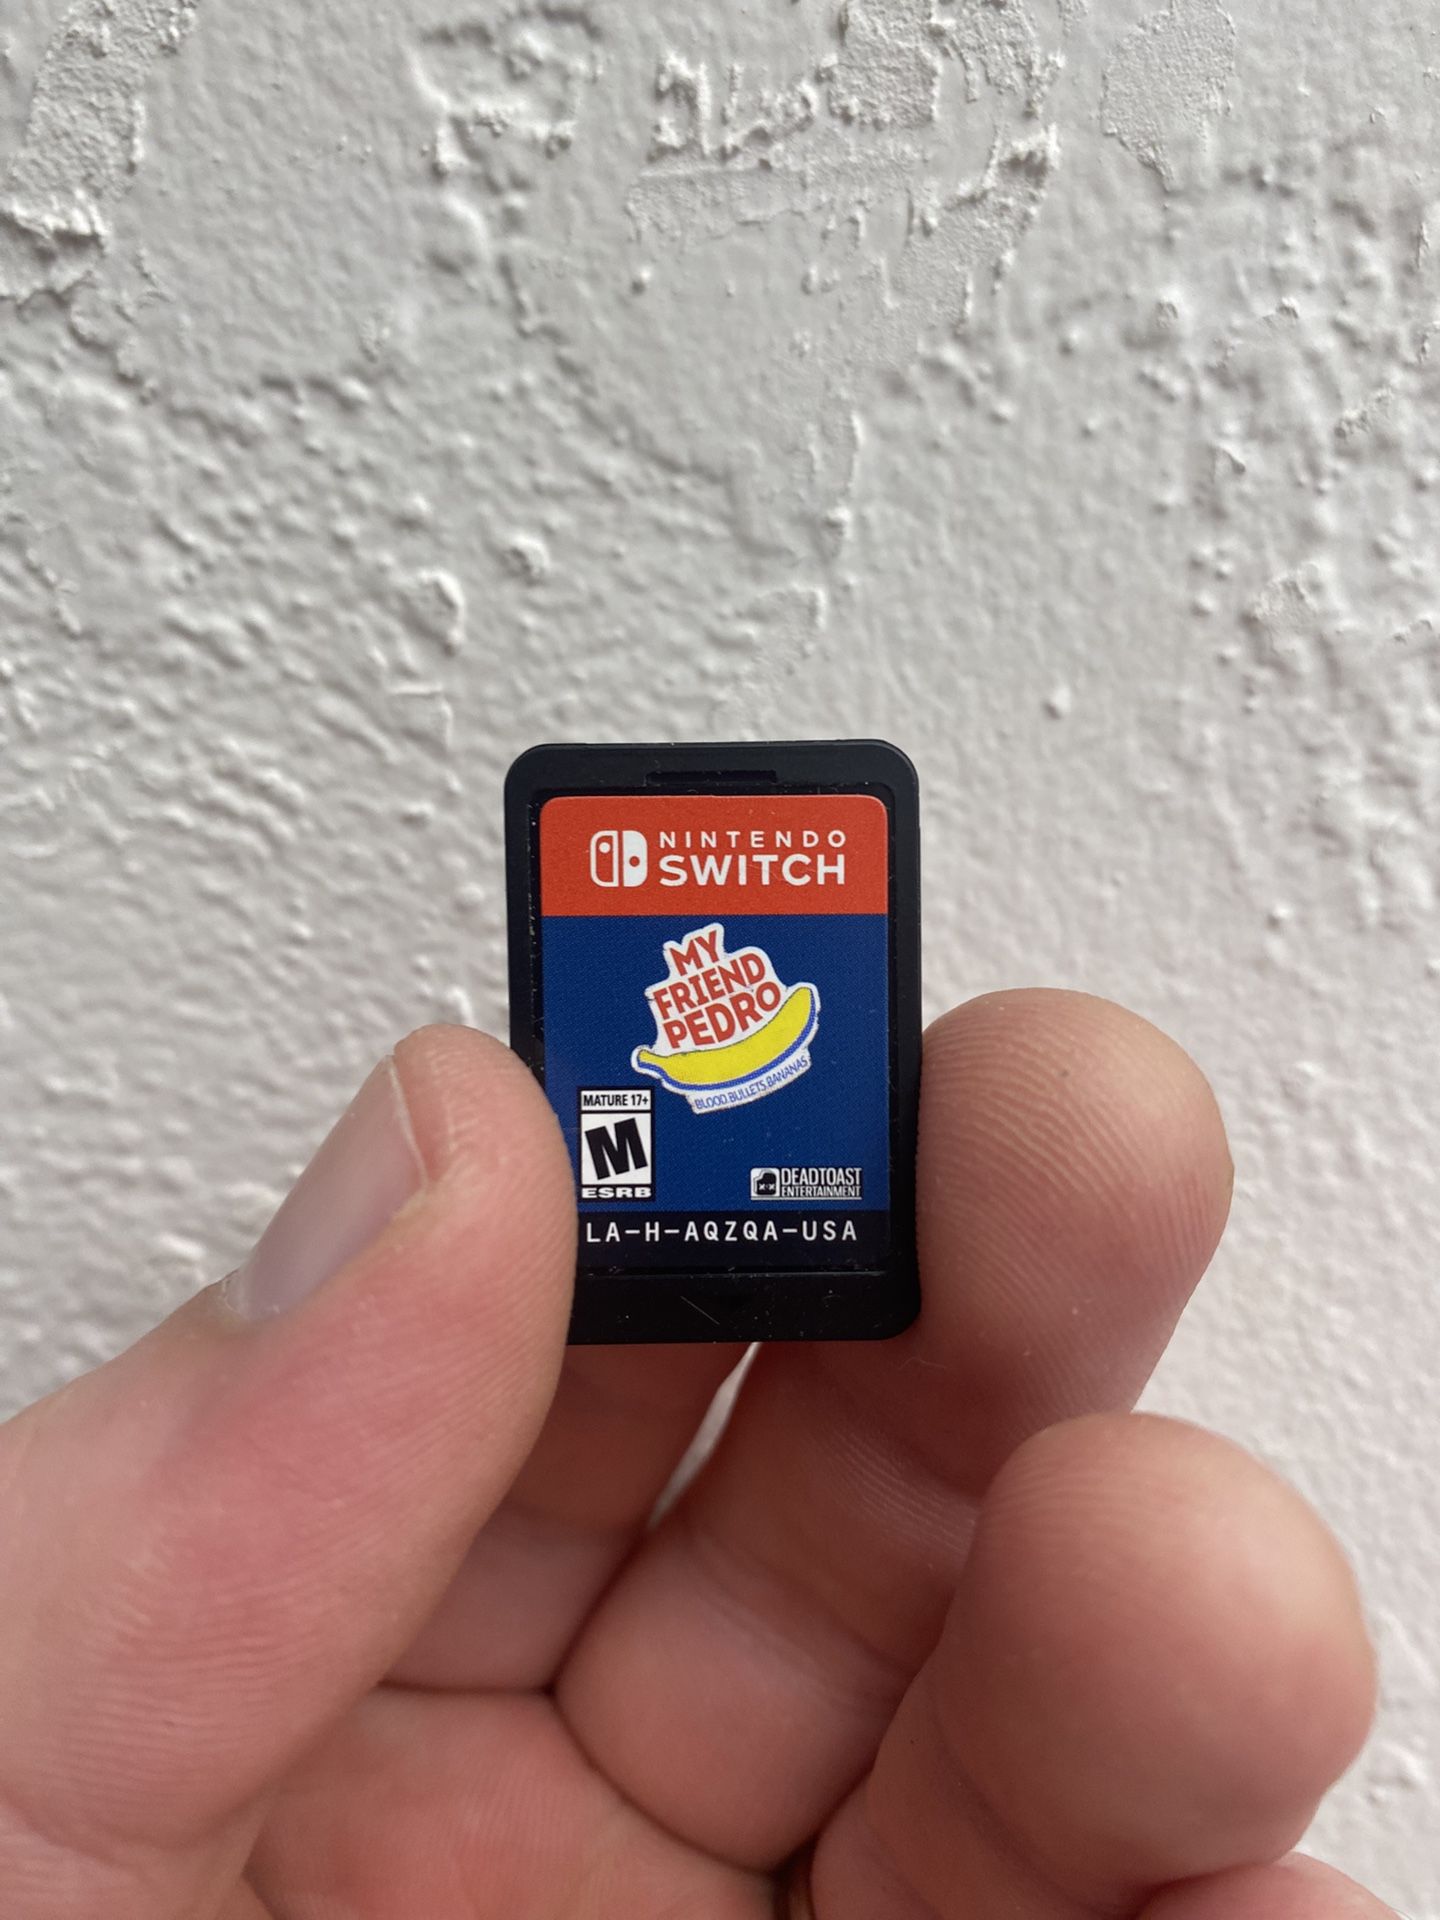 NINTENDO
SWITCH
MY
FRIEND
PEDRO
BLOOD.BULLETS.BANANAS
MATURE 17+
M
ESRB
DEADTOAST
ENTERTAINMENT
LA-H-AQZQA-USA